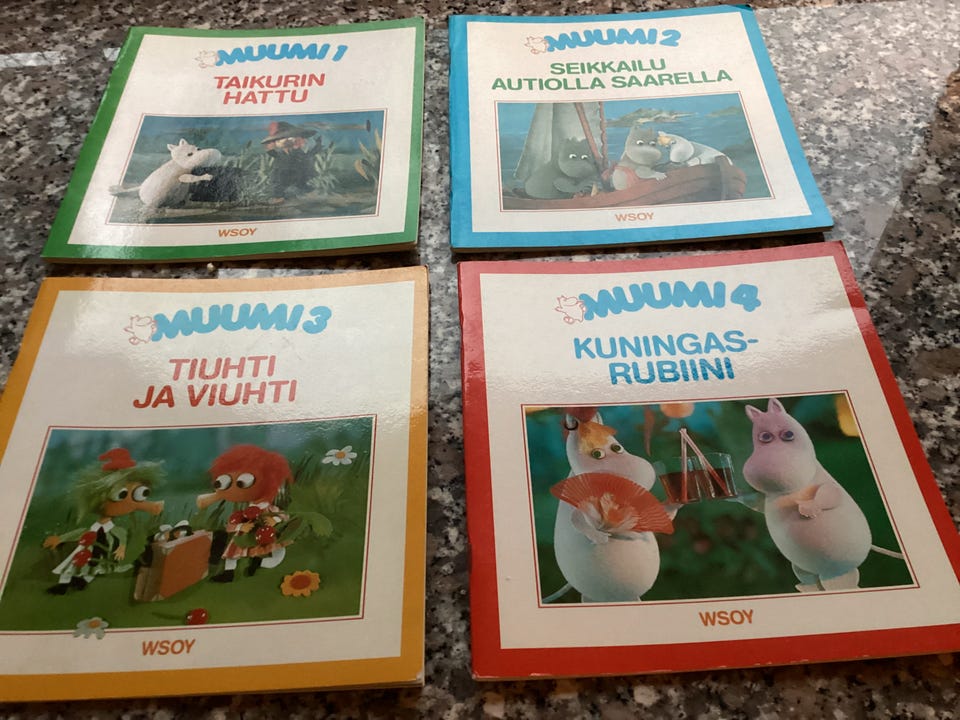 MUUMI 1
TAIKURIN
HATTU
WSOY
MUUMI 2
SEIKKAILU
AUTIOLLA SAARELLA
WSOY
MUUMI 3
TIUHTI
JA VIUHTI
WSOY
MUUMI 4
KUNINGAS-
RUBIINI
WSOY